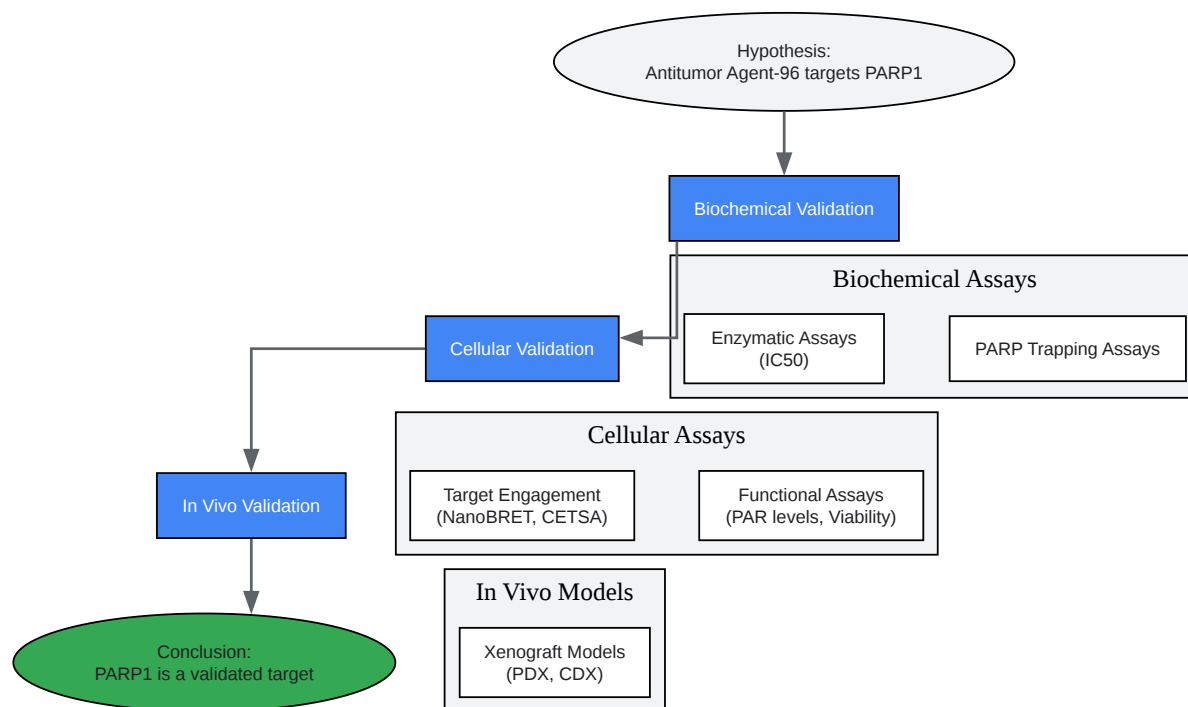 Hypothesis:
Antitumor Agent-96 targets PARP1
Biochemical Validation
Biochemical Assays
Enzymatic Assays
(IC50)
PARP Trapping Assays
Cellular Validation
Cellular Assays
Target Engagement
(NanoBRET, CETSA)
Functional Assays
(PAR levels, Viability)
In Vivo Validation
In Vivo Models
Xenograft Models
(PDX, CDX)
Conclusion:
PARP1 is a validated target